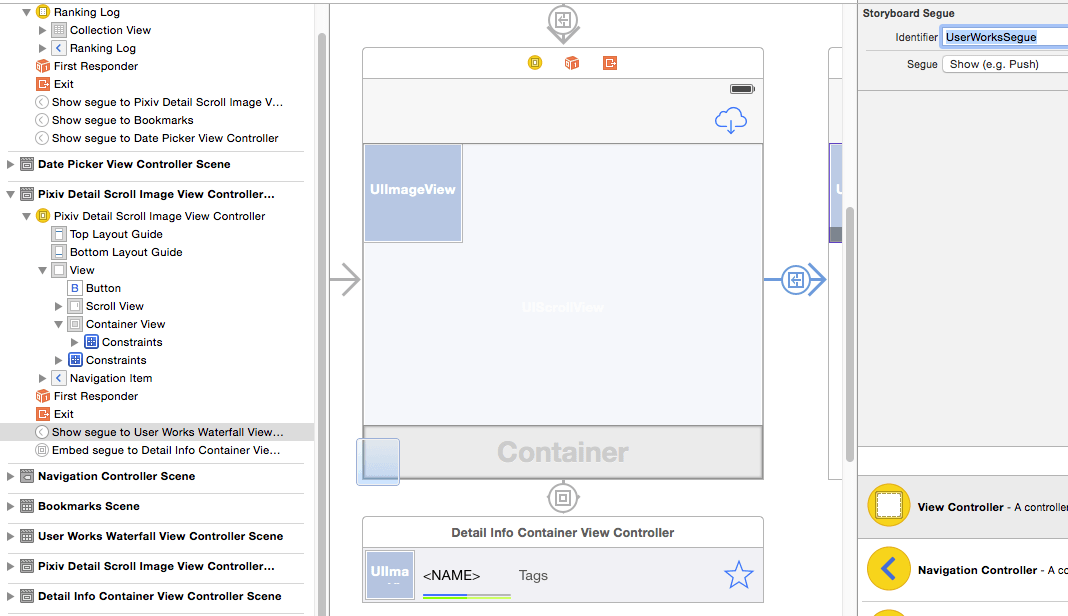 Ranking Log
Collection View
Ranking Log
First Responder
Exit
Show segue to Pixiv Detail Scroll Image V...
Show segue to Bookmarks
Show segue to Date Picker View Controller
Date Picker View Controller Scene
Pixiv Detail Scroll Image View Controller...
Pixiv Detail Scroll Image View Controller
Top Layout Guide
Bottom Layout Guide
View
B Button
Scroll View
Container View
Constraints
Constraints
Navigation Item
First Responder
Exit
Show segue to User Works Waterfall View...
Embed segue to Detail Info Container Vie...
Navigation Controller Scene
Bookmarks Scene
User Works Waterfall View Controller Scene
Pixiv Detail Scroll Image View Controller...
Detail Info Container View Controller Scene
UIImageView
UIScrollView
Container
Detail Info Container View Controller
UIIma
<NAME>
Tags
U
Storyboard Segue
Identifier UserWorksSegue
Segue Show (e.g. Push)
View Controller - A controller
Navigation Controller - A co